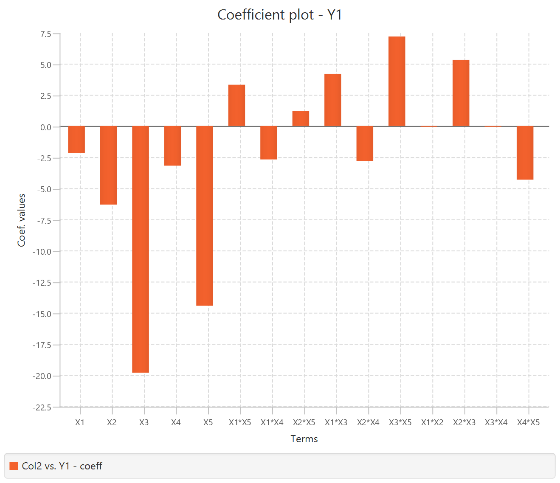 Coefficient plot - Y1
7.5
5.0
2.5
0.0
-2.5
-5.0
-7.5
-10.0
-12.5
-15.0
-17.5
-20.0
-22.5
Coef. values
X1 X2 X3 X4 X5 X1*X5 X1*X4 X2*X5 X1*X3 X2*X4 X3*X5 X1*X2 X2*X3 X3*X4 X4*X5
Terms
Col2 vs. Y1 - coeff